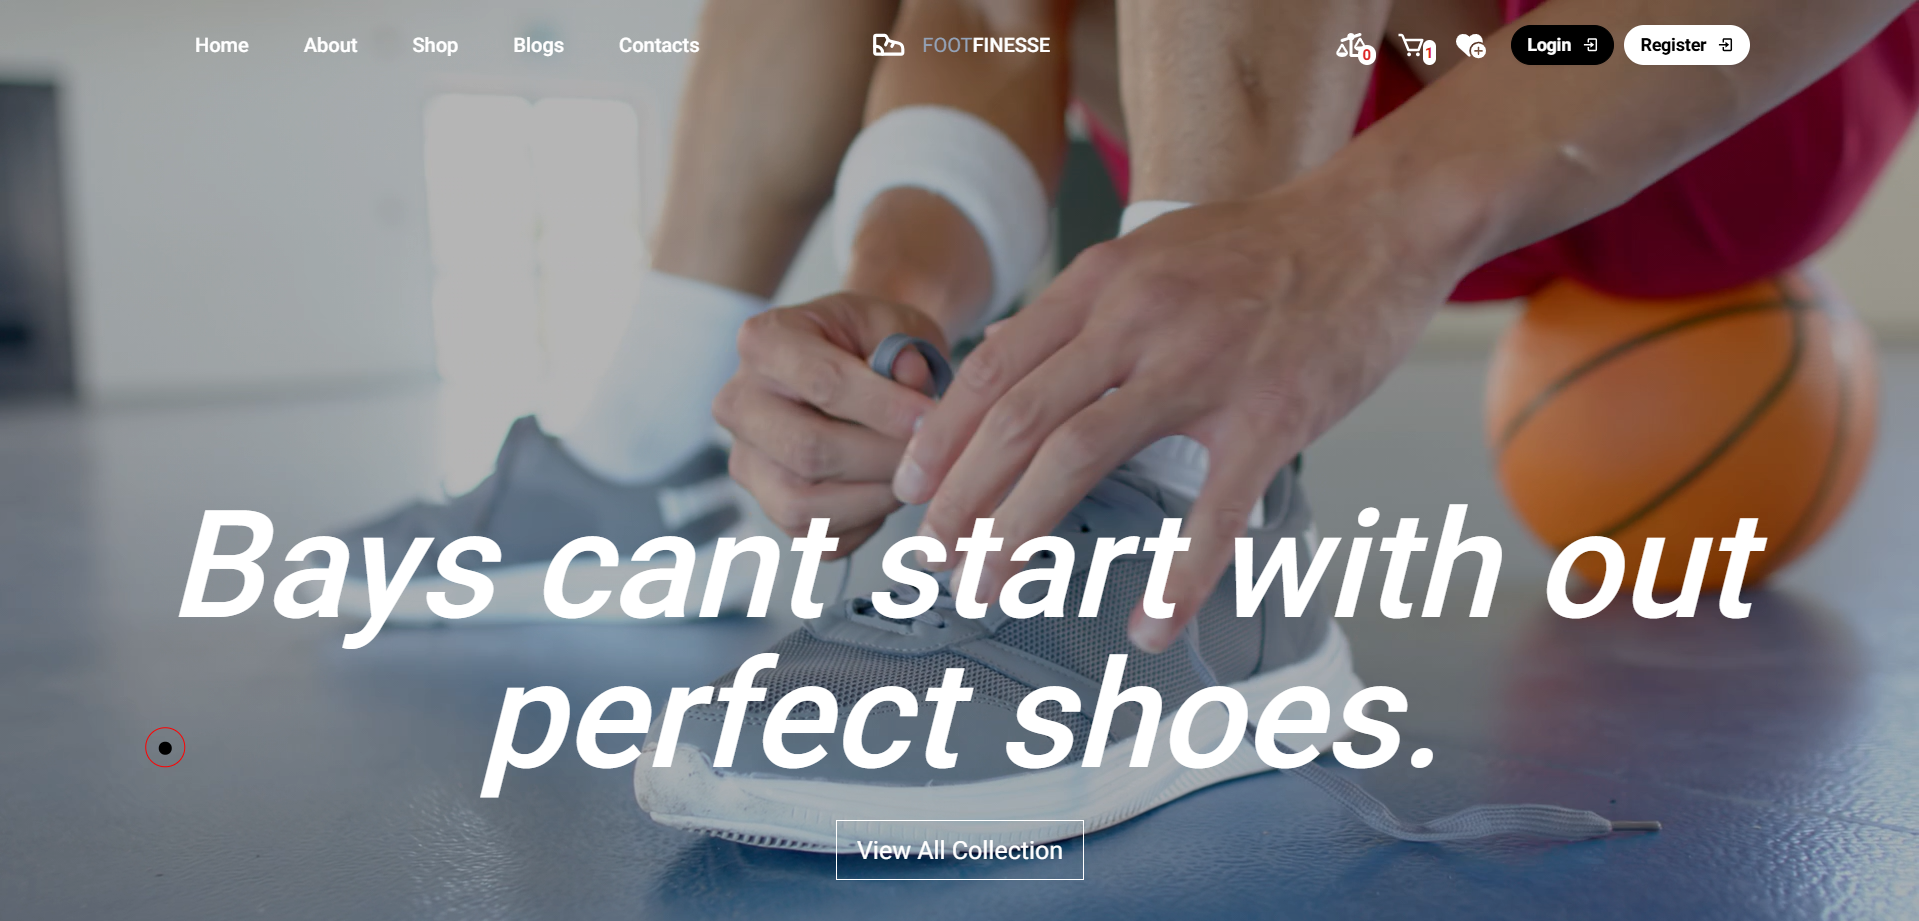 Home About Shop Blogs Contacts FOOTFINESSE 0 1 Login Register
Bays cant start with out
perfect shoes.
View All Collection